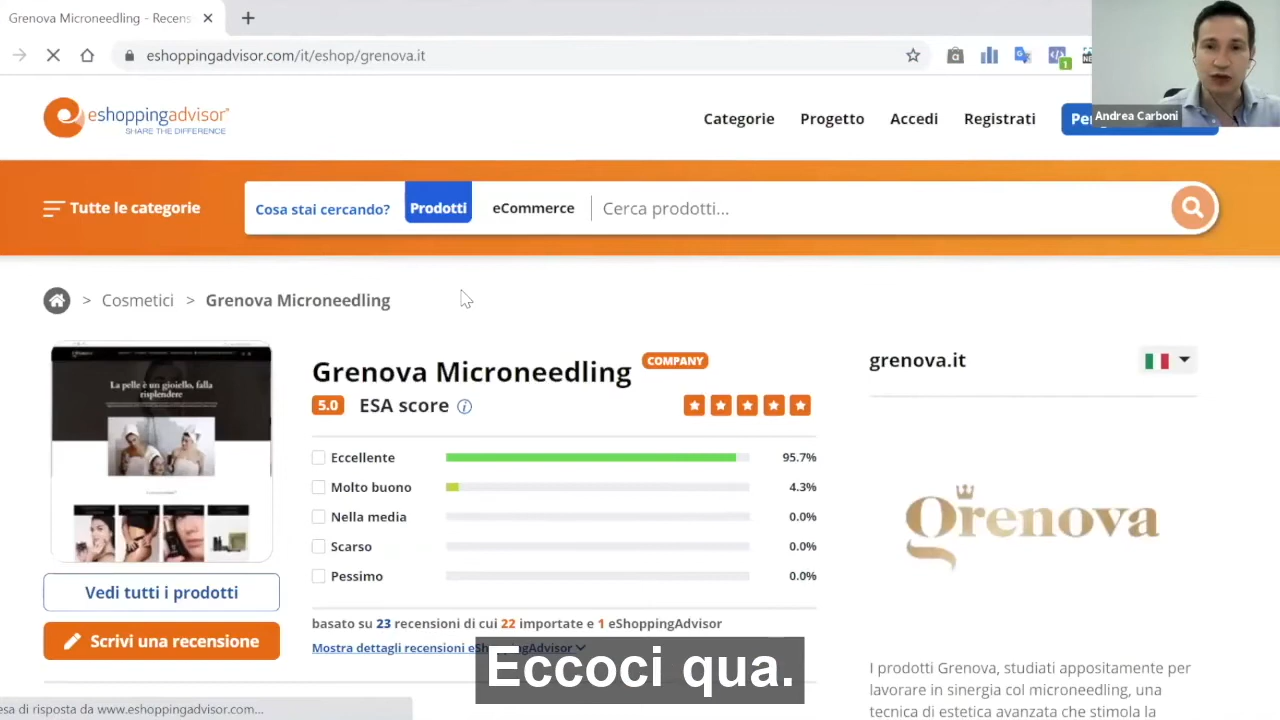 Grenova Microneedling - Recens
eshoppingadvisor.com/it/eshop/grenova.it
1
Andrea Carboni
eshoppingadvisor
SHARE THE DIFFERENCE
Categorie
Progetto
Accedi
Registrati
Tutte le categorie
Cosa stai cercando?
Prodotti
eCommerce
Cerca prodotti...
> Cosmetici > Grenova Microneedling
La pelle è un gioiello, falla
risplendere
Vedi tutti i prodotti
Scrivi una recensione
Grenova Microneedling
COMPANY
5.0 ESA score
Eccellente 95.7%
Molto buono 4.3%
Nella media 0.0%
Scarso 0.0%
Pessimo 0.0%
basato su 23 recensioni di cui 22 importate e 1 eShoppingAdvisor
Mostra dettagli recensioni eShoppingAdvisor
grenova.it
Grenova
I prodotti Grenova, studiati appositamente per
lavorare in sinergia col microneedling, una
tecnica di estetica avanzata che stimola la
Eccoci qua.
esa di risposta da www.eshoppingadvisor.com...